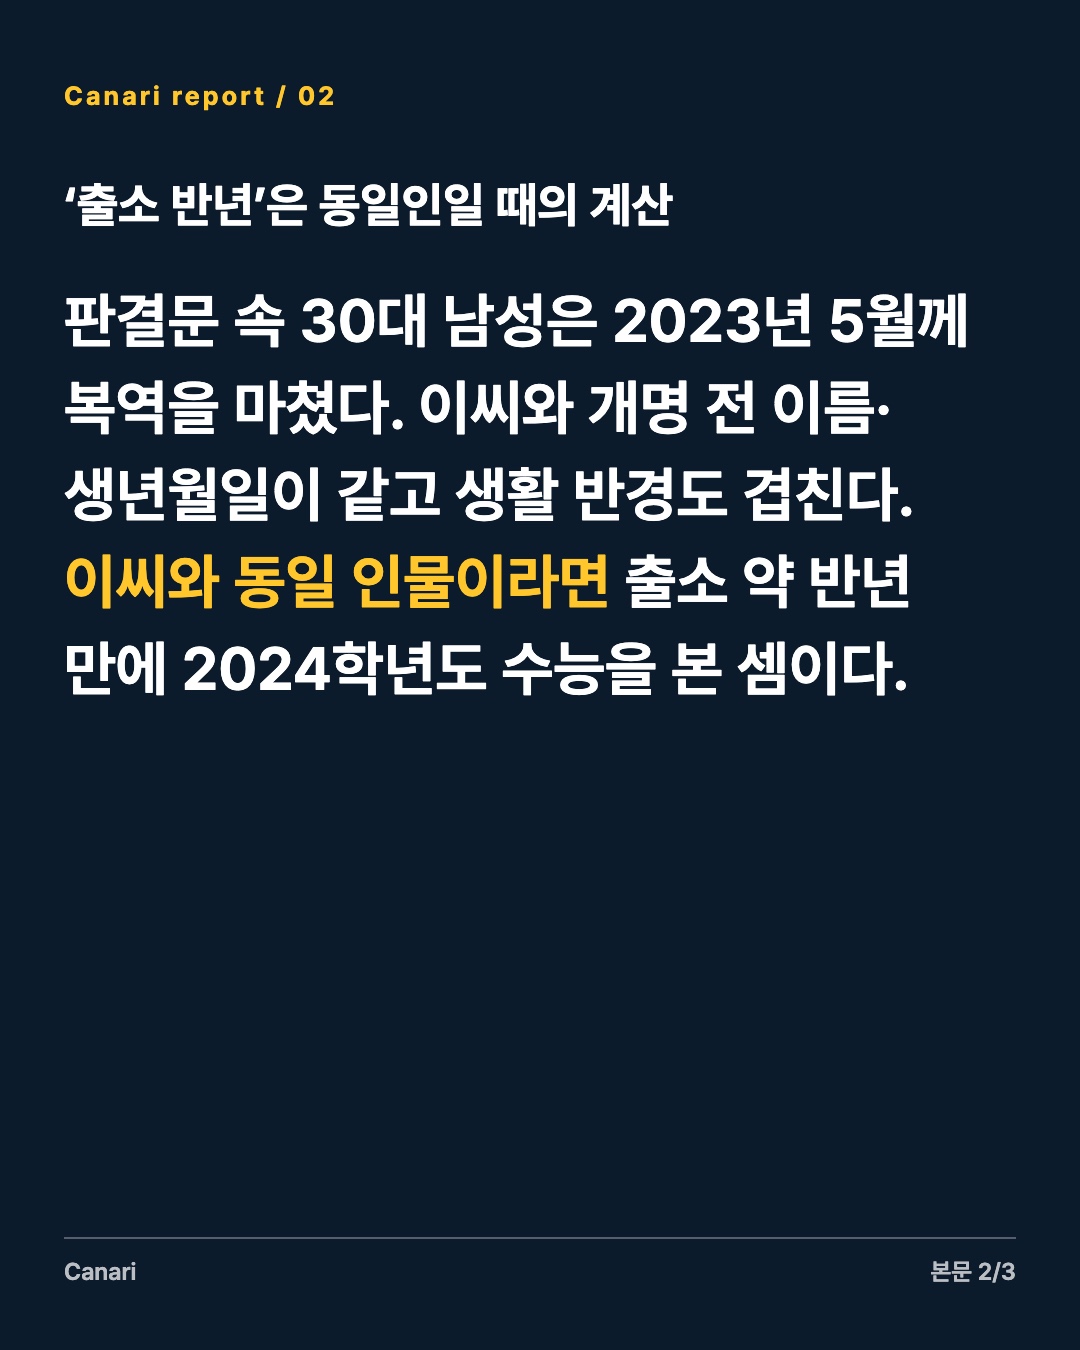 Canari report / 02
‘출소 반년’은 동일인일 때의 계산
판결문 속 30대 남성은 2023년 5월께
복역을 마쳤다. 이씨와 개명 전 이름·
생년월일이 같고 생활 반경도 겹친다.
이씨와 동일 인물이라면 출소 약 반년
만에 2024학년도 수능을 본 셈이다.
Canari
본문 2/3